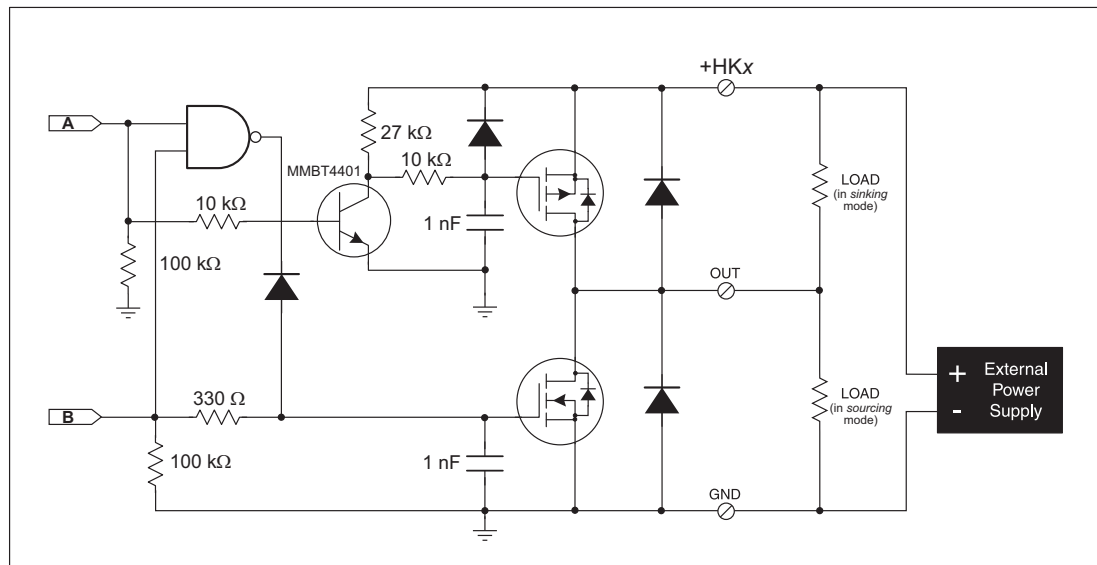 +HKx
A
27 kΩ
MMBT4401
10 kΩ
10 kΩ
1 nF
100 kΩ
LOAD
(in sinking
mode)
OUT
B
330 Ω
100 kΩ
1 nF
LOAD
(in sourcing
mode)
+ External
Power
- Supply
GND